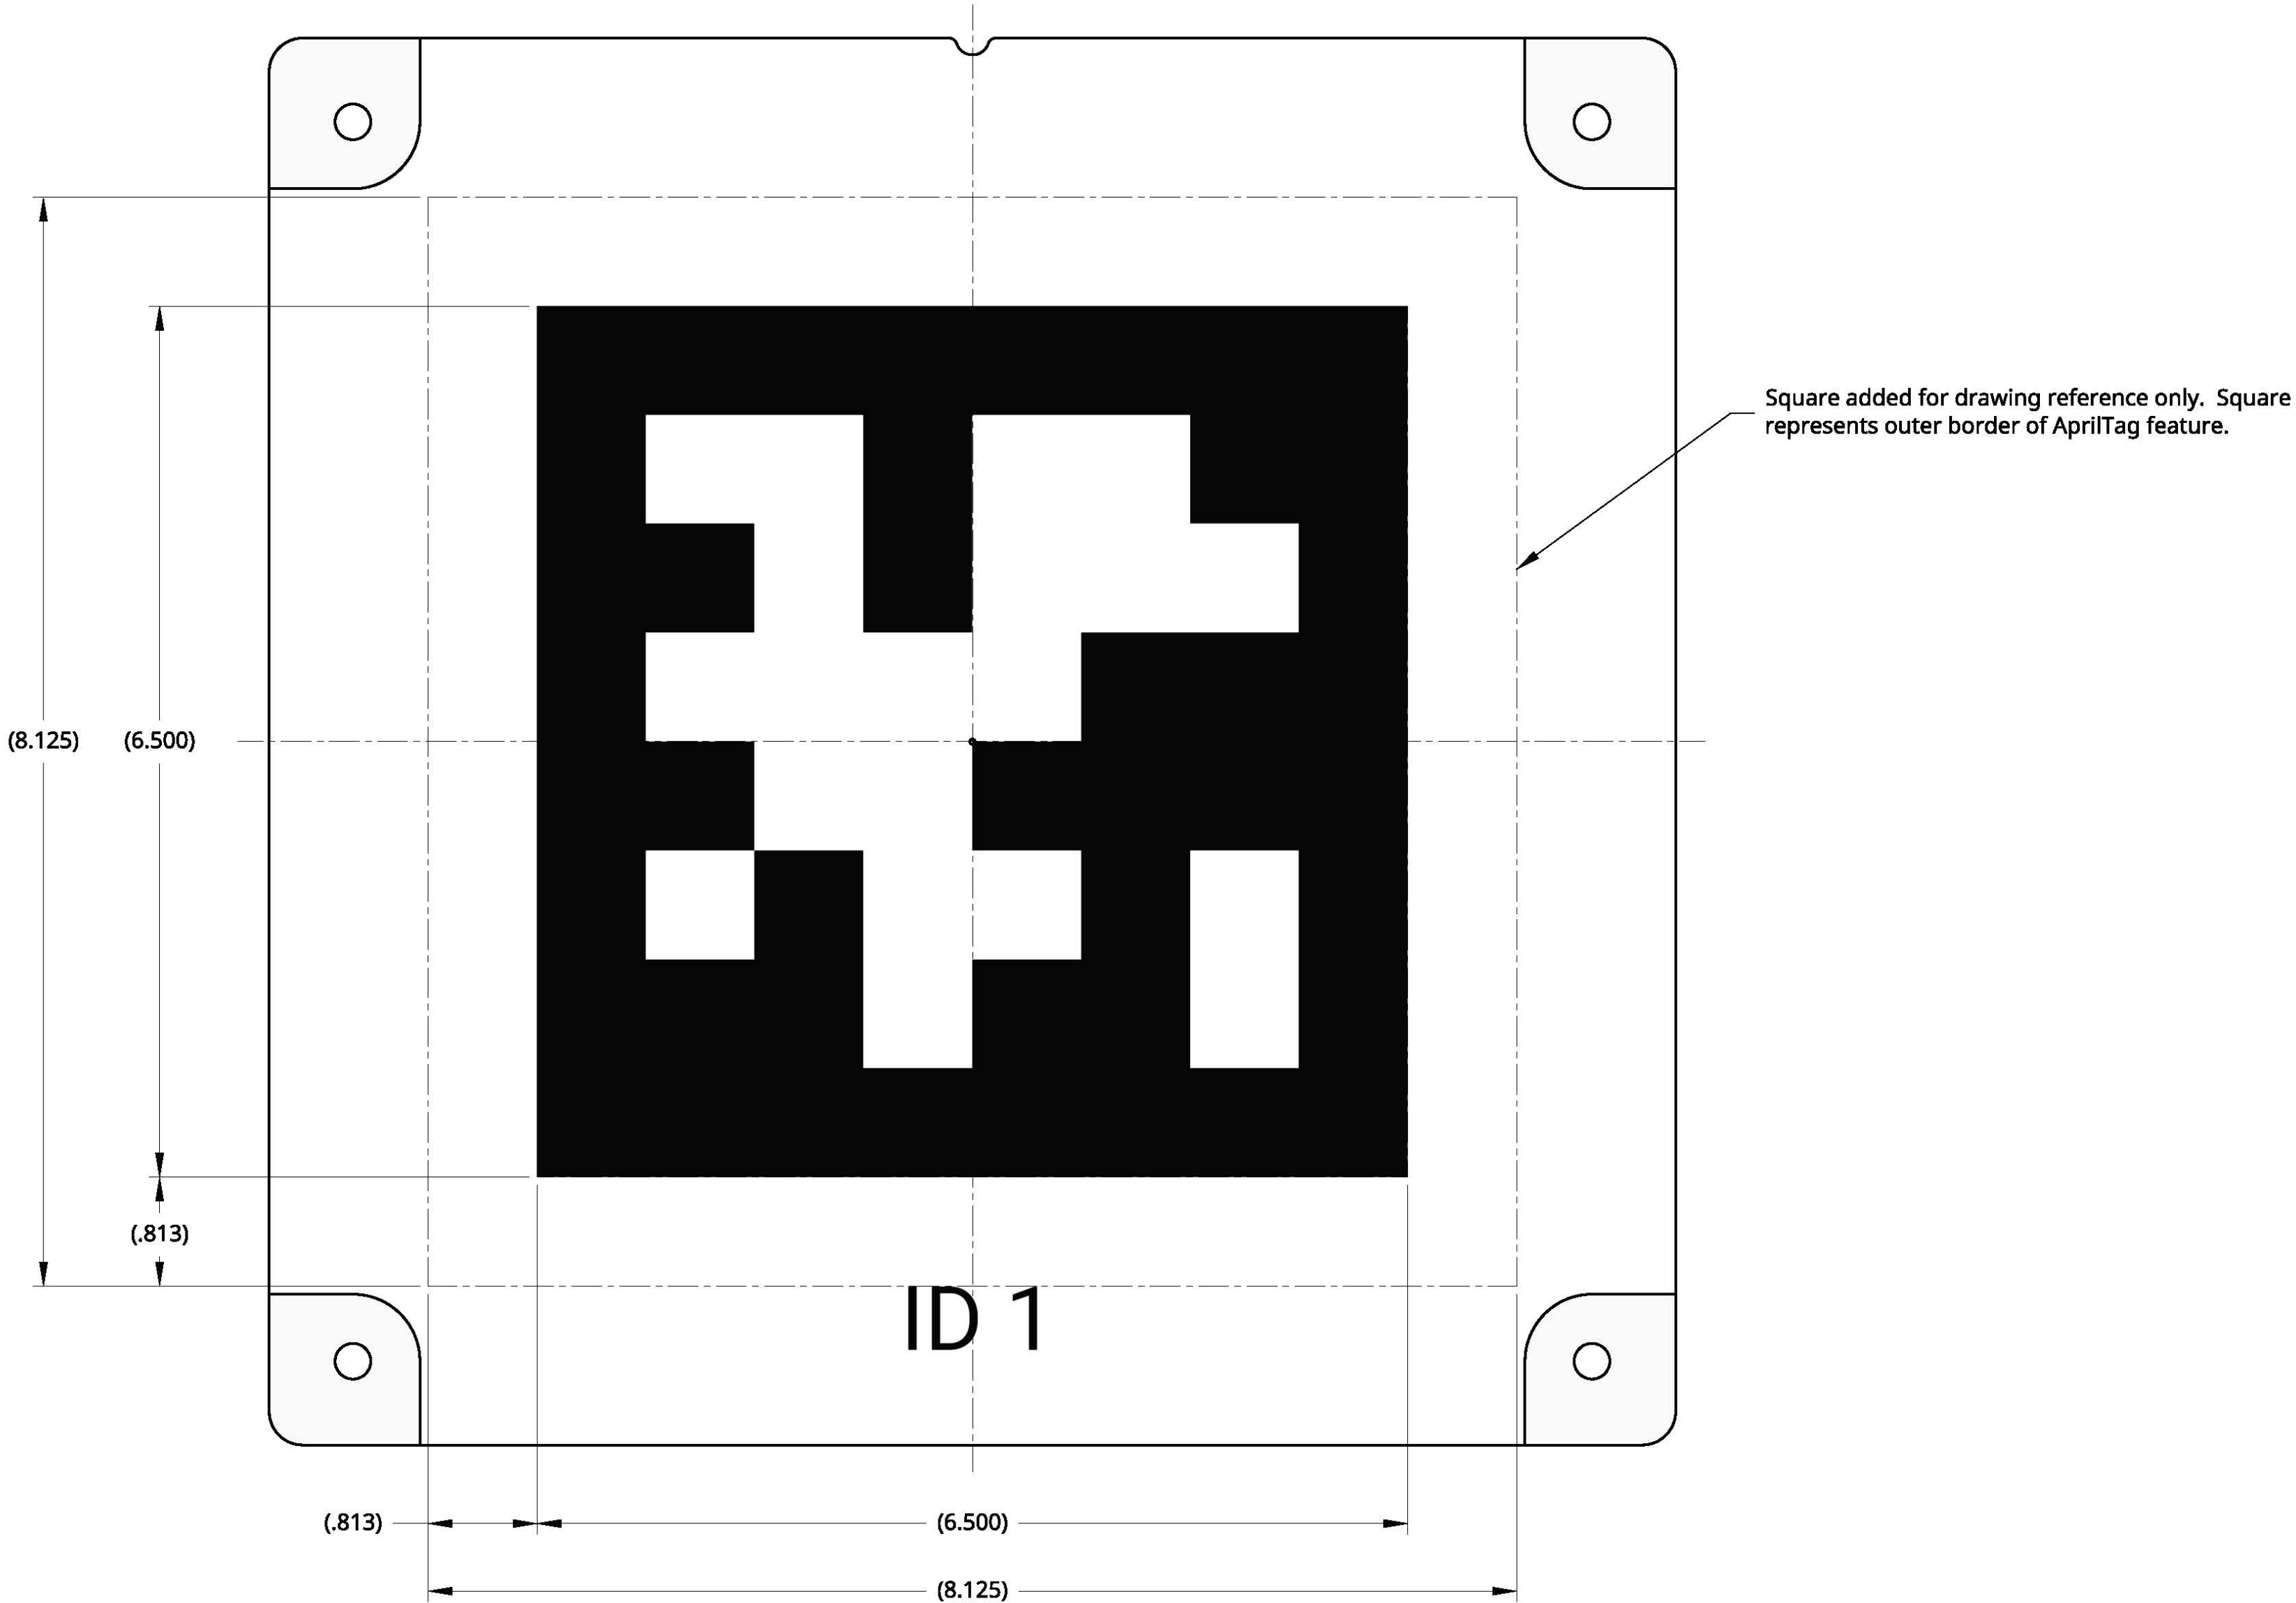 Square added for drawing reference only.  Square
represents outer border of AprilTag feature.
(8.125)
(6.500)
(.813)
ID 1
(.813)
(6.500)
(8.125)